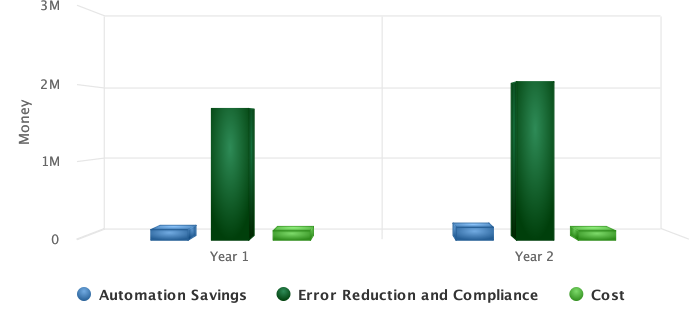 3M
2M
Money
1M
0
Year 1 Year 2
Automation Savings Error Reduction and Compliance Cost